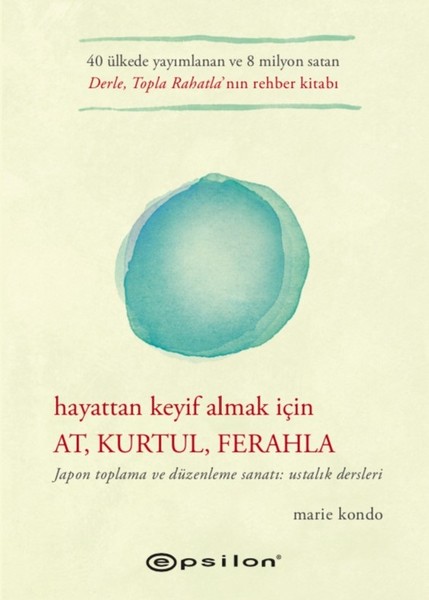 40 ülkede yayımlanan ve 8 milyon satan
Derle, Topla Rahatla'nın rehber kitabı
hayattan keyif almak için
AT, KURTUL, FERAHLA
Japon toplama ve düzenleme sanatı: ustalık dersleri
marie kondo
epsilon®